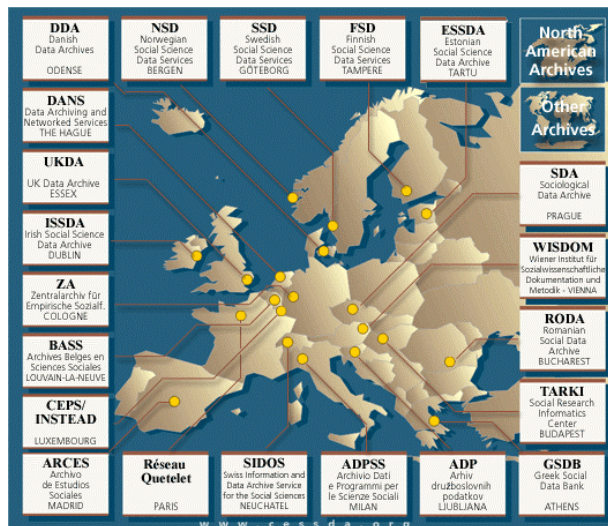 DDA
Danish
Data Archives
ODENSE
NSD
Norwegian
Social Science
Data Services
BERGEN
SSD
Swedish
Social Science
Data Services
GÖTEBORG
FSD
Finnish
Social Science
Data Services
TAMPERE
ESSDA
Estonian
Social Science
Data Archive
TARTU
North
American
Archives
Other
Archives
DANS
Data Archiving and
Networked Services
THE HAGUE
UKDA
UK Data Archive
ESSEX
ISSDA
Irish Social Science
Data Archive
DUBLIN
ZA
Zentralarchiv für
Empirische Sozialf.
COLOGNE
BASS
Archives Belges en
Sciences Sociales
LOUVAIN-LA-NEUVE
CEPS/
INSTEAD
LUXEMBOURG
SDA
Sociological
Data Archive
PRAGUE
WISDOM
Wiener Institut für
Sozialwissenschaftliche
Dokumentation und
Metodik - VIENNA
RODA
Romanian
Social Data
Archive
BUCHAREST
TARKI
Social Research
Informatics
Center
BUDAPEST
ARCES
Archivo
de Estudios
Sociales
MADRID
Réseau
Quetelet
PARIS
SIDOS
Swiss Information and
Data Archive Service
for the Social Sciences
NEUCHATEL
ADPSS
Archivio Dati
e Programmi per
le Scienze Sociali
MILAN
ADP
Arhiv
družboslovnih
podatkov
LJUBLJANA
GSDB
Greek Social
Data Bank
ATHENS
www.cessda.org